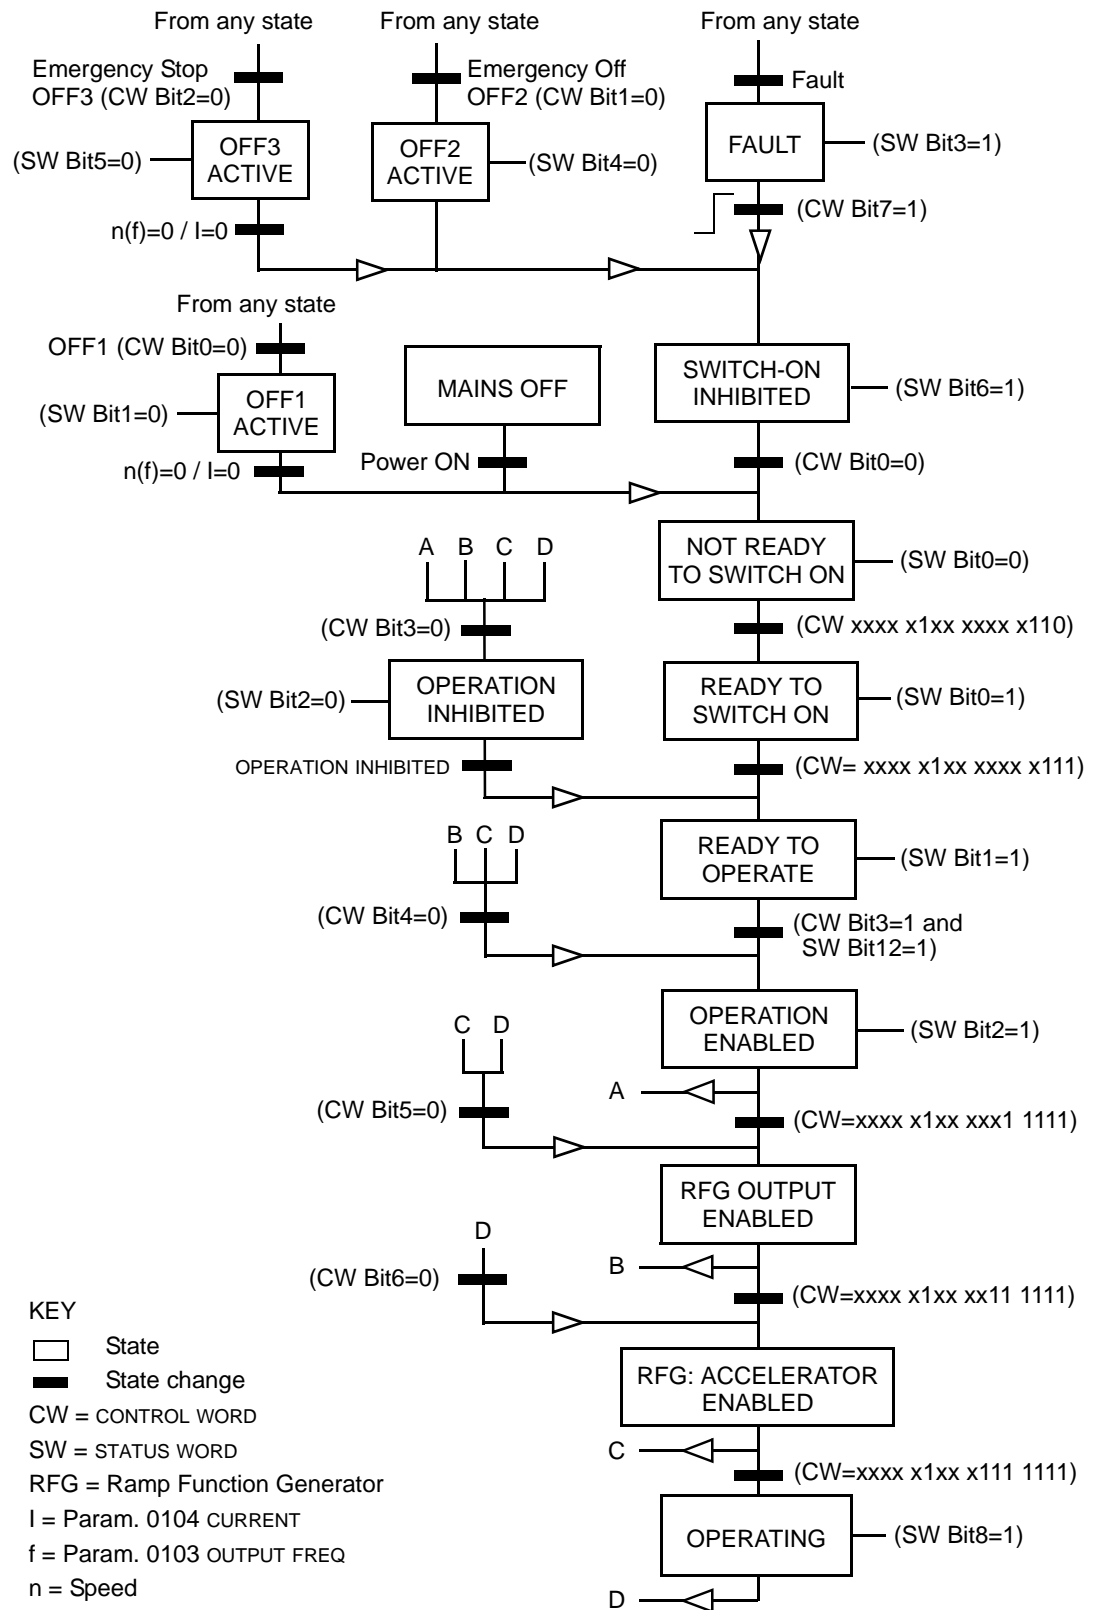 From any state
From any state
From any state
Emergency Stop
OFF3 (CW Bit2=0)
Emergency Off
OFF2 (CW Bit1=0)
Fault
(SW Bit5=0)
OFF3
ACTIVE
OFF2
ACTIVE
(SW Bit4=0)
FAULT
(SW Bit3=1)
n(f)=0 / I=0
(CW Bit7=1)
From any state
OFF1 (CW Bit0=0)
(SW Bit1=0)
OFF1
ACTIVE
MAINS OFF
SWITCH-ON
INHIBITED
(SW Bit6=1)
n(f)=0 / I=0
Power ON
(CW Bit0=0)
A B C D
NOT READY
TO SWITCH ON
(SW Bit0=0)
(CW Bit3=0)
(CW xxxx x1xx xxxx x110)
(SW Bit2=0)
OPERATION
INHIBITED
READY TO
SWITCH ON
(SW Bit0=1)
OPERATION INHIBITED
(CW= xxxx x1xx xxxx x111)
B C D
READY TO
OPERATE
(SW Bit1=1)
(CW Bit4=0)
(CW Bit3=1 and
SW Bit12=1)
C D
OPERATION
ENABLED
(SW Bit2=1)
A
(CW Bit5=0)
(CW=xxxx x1xx xxx1 1111)
RFG OUTPUT
ENABLED
D
B
(CW Bit6=0)
(CW=xxxx x1xx xx11 1111)
RFG: ACCELERATOR
ENABLED
C
(CW=xxxx x1xx x111 1111)
OPERATING
(SW Bit8=1)
D
KEY
State
State change
CW = CONTROL WORD
SW = STATUS WORD
RFG = Ramp Function Generator
I = Param. 0104 CURRENT
f = Param. 0103 OUTPUT FREQ
n = Speed